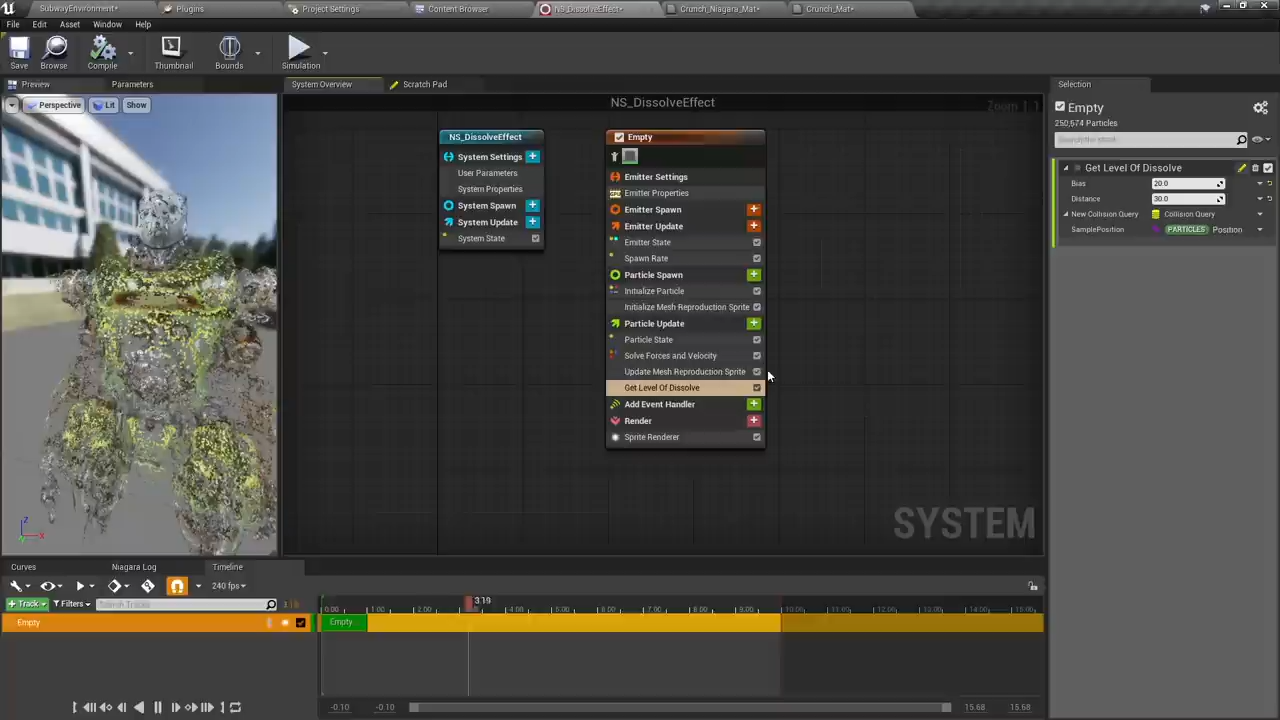 SubwayEnvironment*
Plugins
Project Settings
Content Browser
NS_DissolveEffect*
Crunch_Niagara_Mat*
Crunch_Mat*
File
Edit
Asset
Window
Help
Save
Browse
Compile
Thumbnail
Bounds
Simulation
Preview
Parameters
Perspective
Lit
Show
System Overview
Scratch Pad
NS_DissolveEffect
NS_DissolveEffect
System Settings
User Parameters
System Properties
System Spawn
System Update
System State
Empty
Emitter Settings
Emitter Properties
Emitter Spawn
Emitter Update
Emitter State
Spawn Rate
Particle Spawn
Initialize Particle
Initialize Mesh Reproduction Sprite
Particle Update
Particle State
Solve Forces and Velocity
Update Mesh Reproduction Sprite
Get Level Of Dissolve
Add Event Handler
Render
Sprite Renderer
SYSTEM
Selection
Empty
250,674 Particles
Get Level Of Dissolve
Bias 20.0
Distance 30.0
New Collision Query Collision Query
SamplePosition PARTICLES Position
Curves
Niagara Log
Timeline
240 fps
Track
Filters
Search Tracks
3.19
0.00 1.00 2.00 4.00 5.00 6.00 7.00 8.00 9.00 10.00 11.00 12.00 13.00 14.00 15.00
Empty
Empty
-0.10
-0.10
15.68
15.68